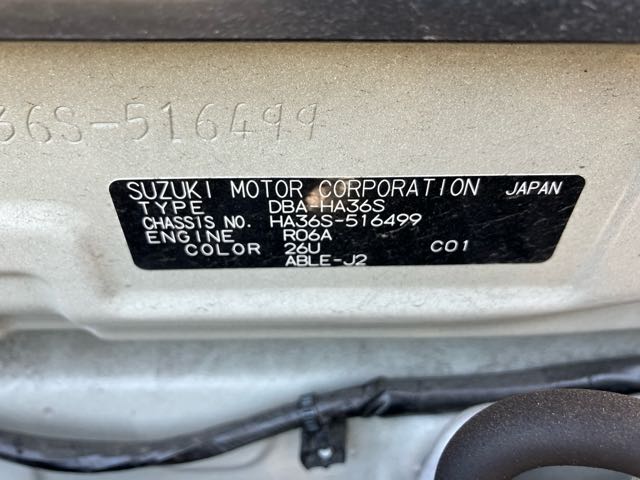 36S-516499
SUZUKI MOTOR CORPORATION JAPAN
TYPE DBA-HA36S
CHASSIS NO. HA36S-516499
ENGINE R06A
COLOR 26U C01
ABLE-J2